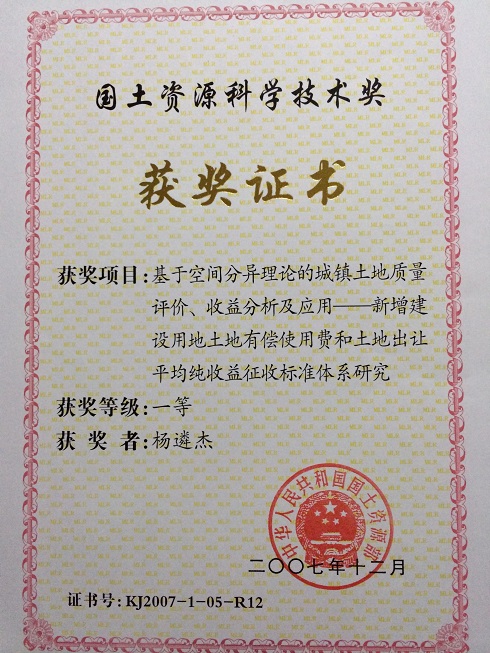 国土资源科学技术奖
获奖证书
获奖项目:基于空间分异理论的城镇土地质量
评价、收益分析及应用——新增建
设用地土地有偿使用费和土地出让
平均纯收益征收标准体系研究
获奖等级:一等
获奖者:杨遴杰
中华人民共和国国土资源部
二〇〇七年十二月
证书号:KJ2007-1-05-R12